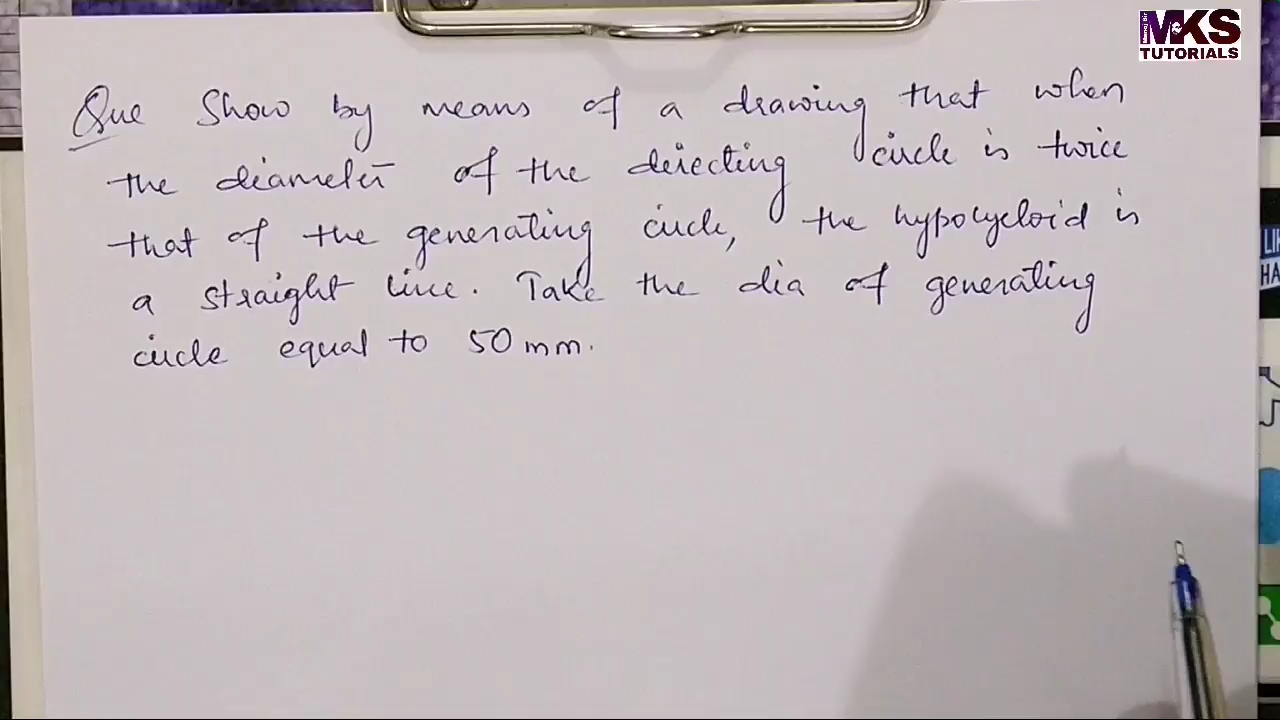 MKS
TUTORIALS
Que Show by means of a drawing that when
the diameter of the directing circle is twice
that of the generating circle, the hypocycloid is
a straight line. Take the dia of generating
circle equal to 50 mm.
LI
HA